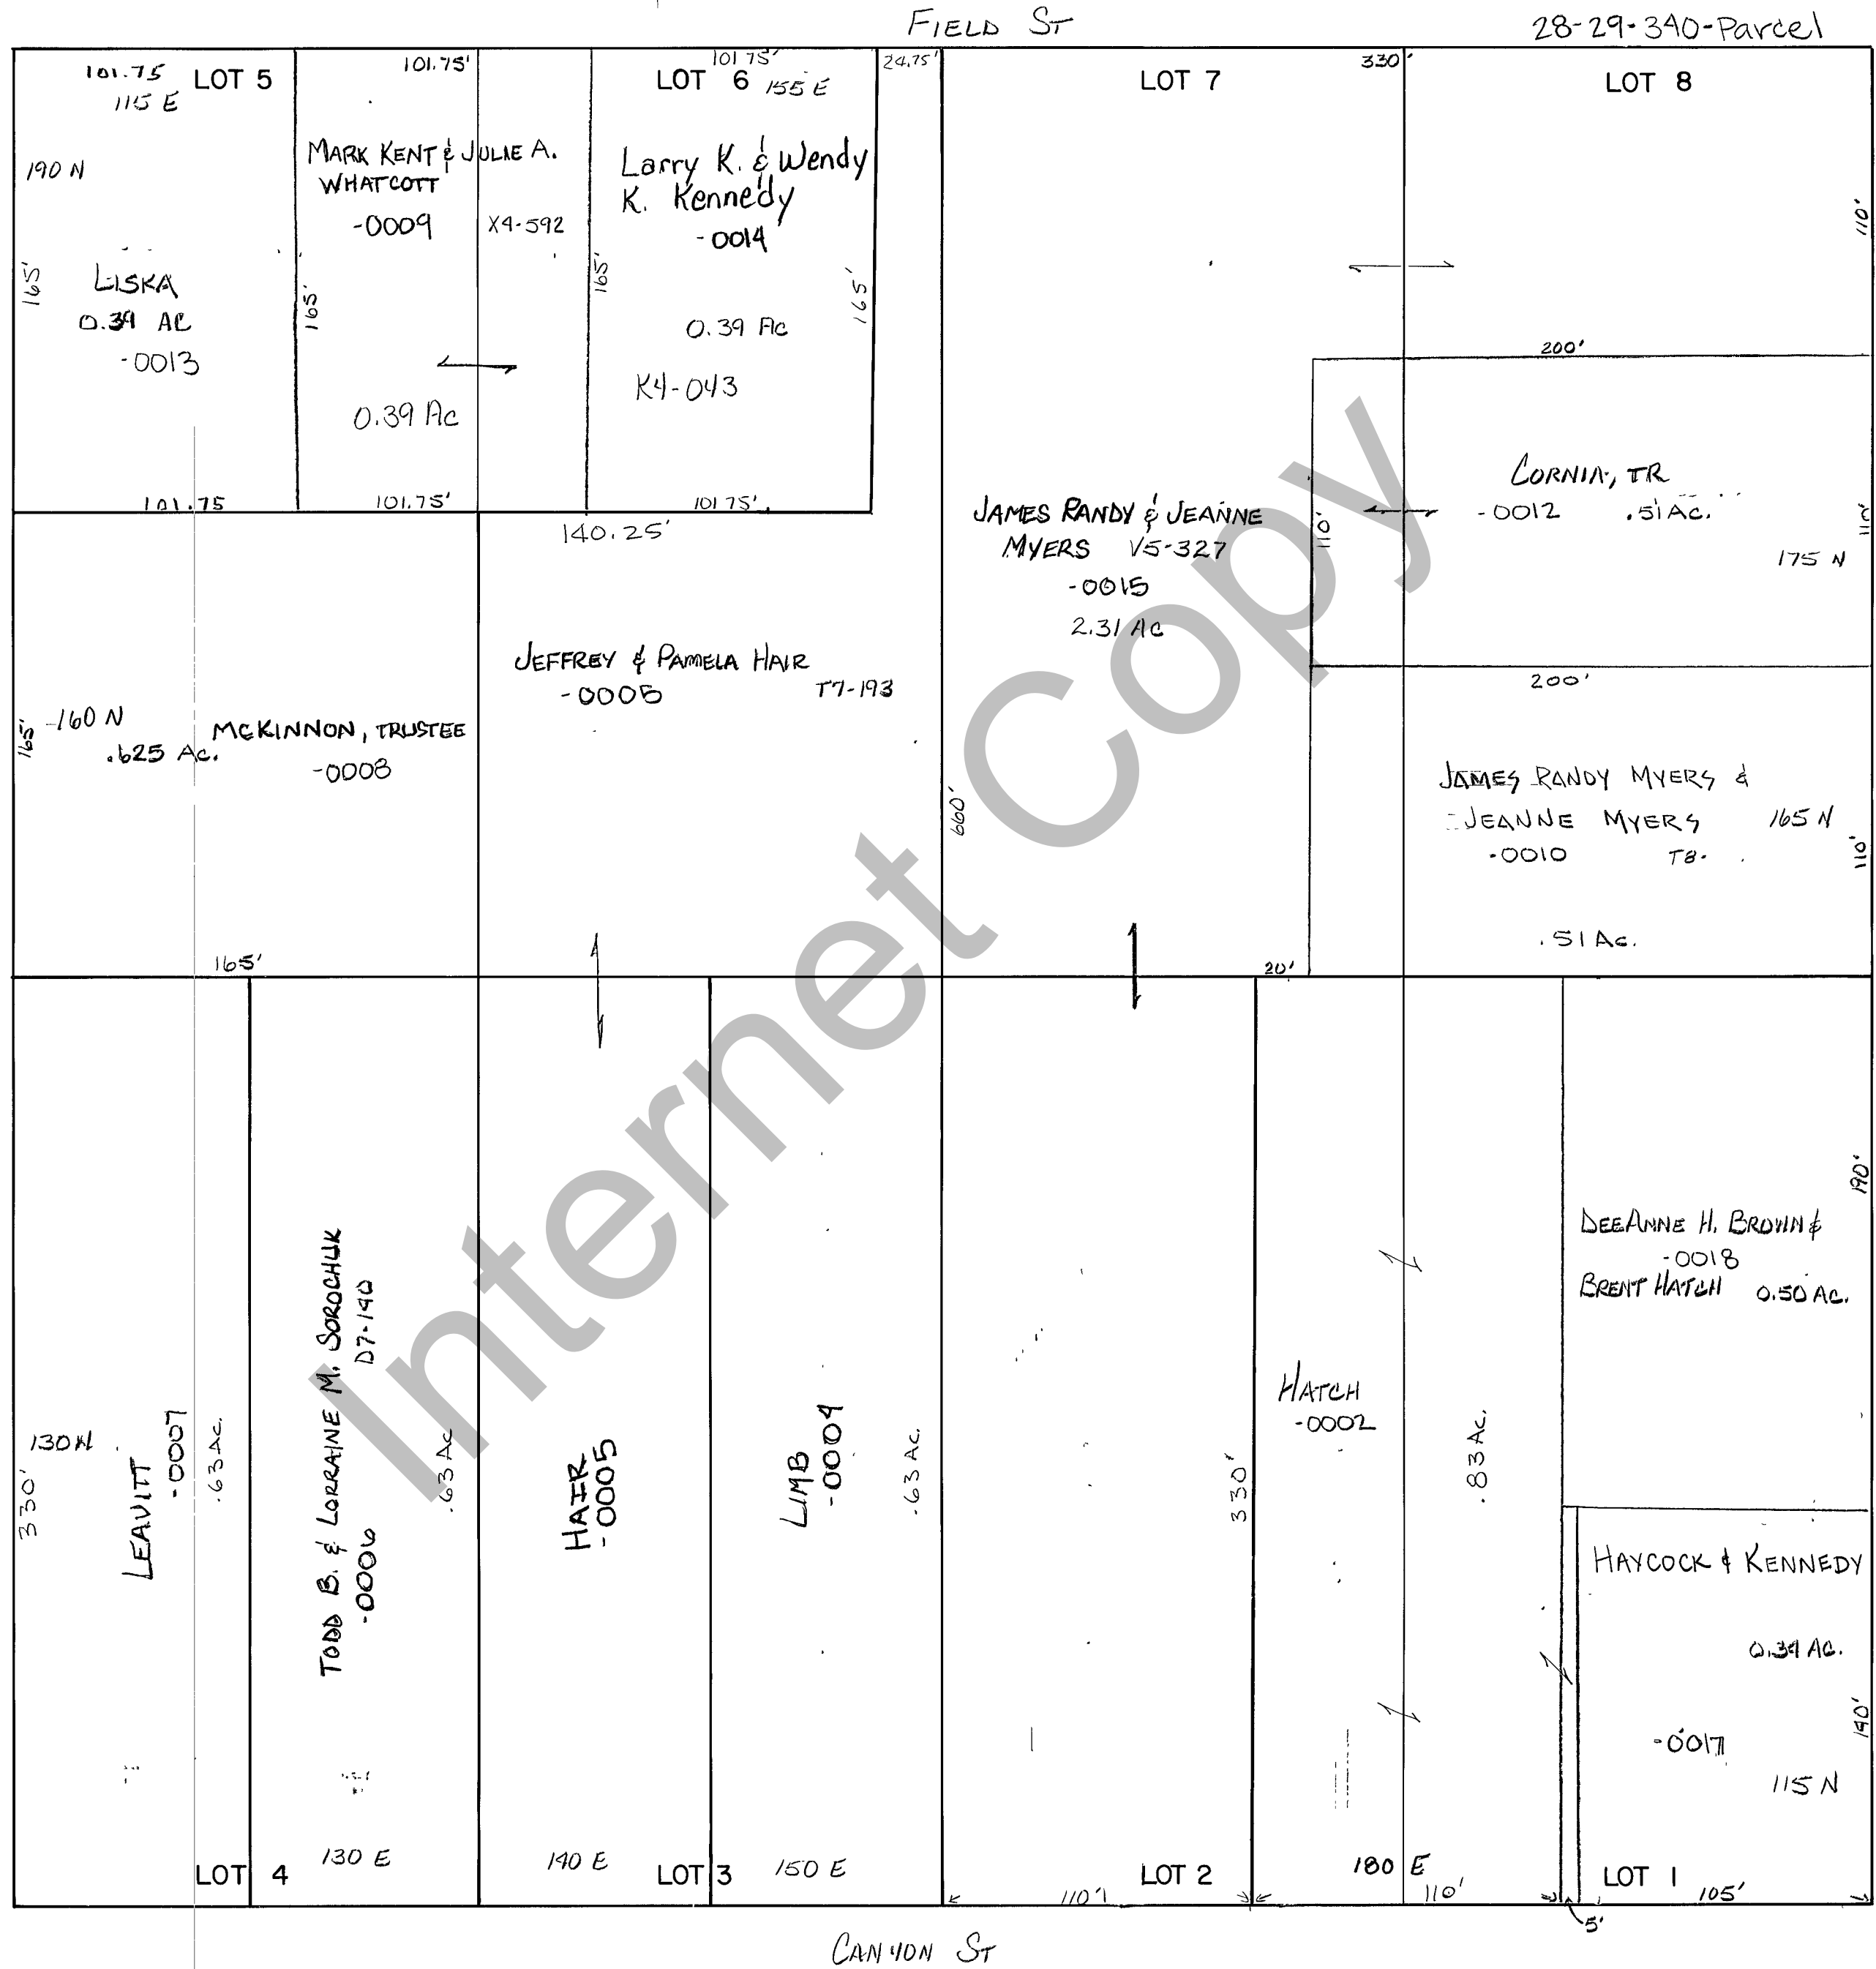 FIELD ST
28-29-340-Parcel
101.75 LOT 5
115 E
190 N
165'
LISKA
0.39 AC
-0013
101.75
101.75'
MARK KENT & JULIE A.
WHATCOTT
-0009 X4-592
165'
0.39 Ac
101.75'
101 75'
LOT 6 155 E
24.75'
Larry K. & Wendy
K. Kennedy
-0014
165'
165'
0.39 Ac
K4-043
101 75'
140.25'
LOT 7
330'
LOT 8
110'
JAMES RANDY & JEANNE
MYERS V5-327
-0015
2.31 AC
660'
200'
CORNIA, TR
-0012 .51 AC.
110'
110'
175 N
200'
JAMES RANDY MYERS &
JEANNE MYERS 165 N
-0010 T8-
110'
.51 Ac.
20'
JEFFREY & PAMELA HAIR
-0005 T7-193
165'
160 N
.625 Ac. MCKINNON, TRUSTEE
-0008
165'
130 N
330'
LEAVITT
-0007
.63 AC.
TODD B. & LORRAINE M. SOROCHUK
-0006 D7-140
.63 AC
HAIR
-0005
LIMB
-0004
.63 AC.
330'
HATCH
-0002
.83 AC.
190'
DEEANNE H. BROWN &
-0018
BRENT HATCH 0.50 AC.
HAYCOCK & KENNEDY
0.34 AC.
140'
-0017
115 N
LOT 4
130 E
140 E
LOT 3
150 E
110'
LOT 2
180 E
110'
LOT 1
105'
5'
CANYON ST
Internet Copy